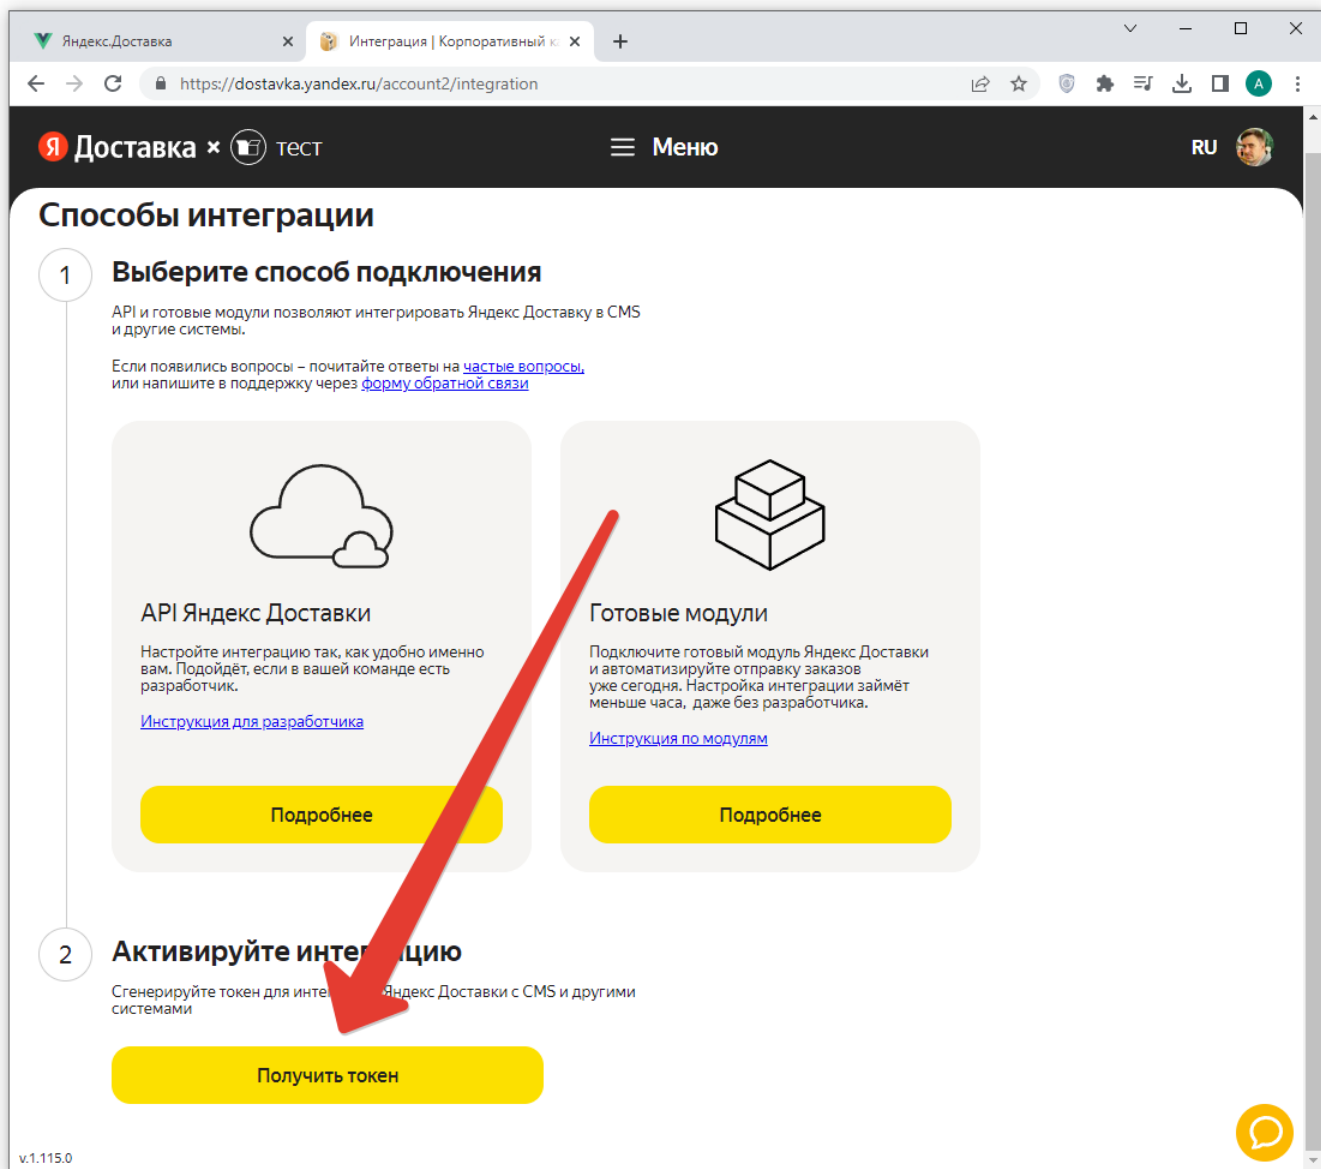 Яндекс.Доставка
Интеграция | Корпоративный к
https://dostavka.yandex.ru/account2/integration
A
Я Доставка × тест
Меню
RU
Способы интеграции
1
Выберите способ подключения
API и готовые модули позволяют интегрировать Яндекс Доставку в CMS
и другие системы.
Если появились вопросы – почитайте ответы на частые вопросы,
или напишите в поддержку через форму обратной связи
API Яндекс Доставки
Настройте интеграцию так, как удобно именно
вам. Подойдёт, если в вашей команде есть
разработчик.
Инструкция для разработчика
Подробнее
Готовые модули
Подключите готовый модуль Яндекс Доставки
и автоматизируйте отправку заказов
уже сегодня. Настройка интеграции займёт
меньше часа, даже без разработчика.
Инструкция по модулям
Подробнее
2
Активируйте инте цию
Сгенерируйте токен для инте Яндекс Доставки с CMS и другими
системами
Получить токен
v.1.115.0